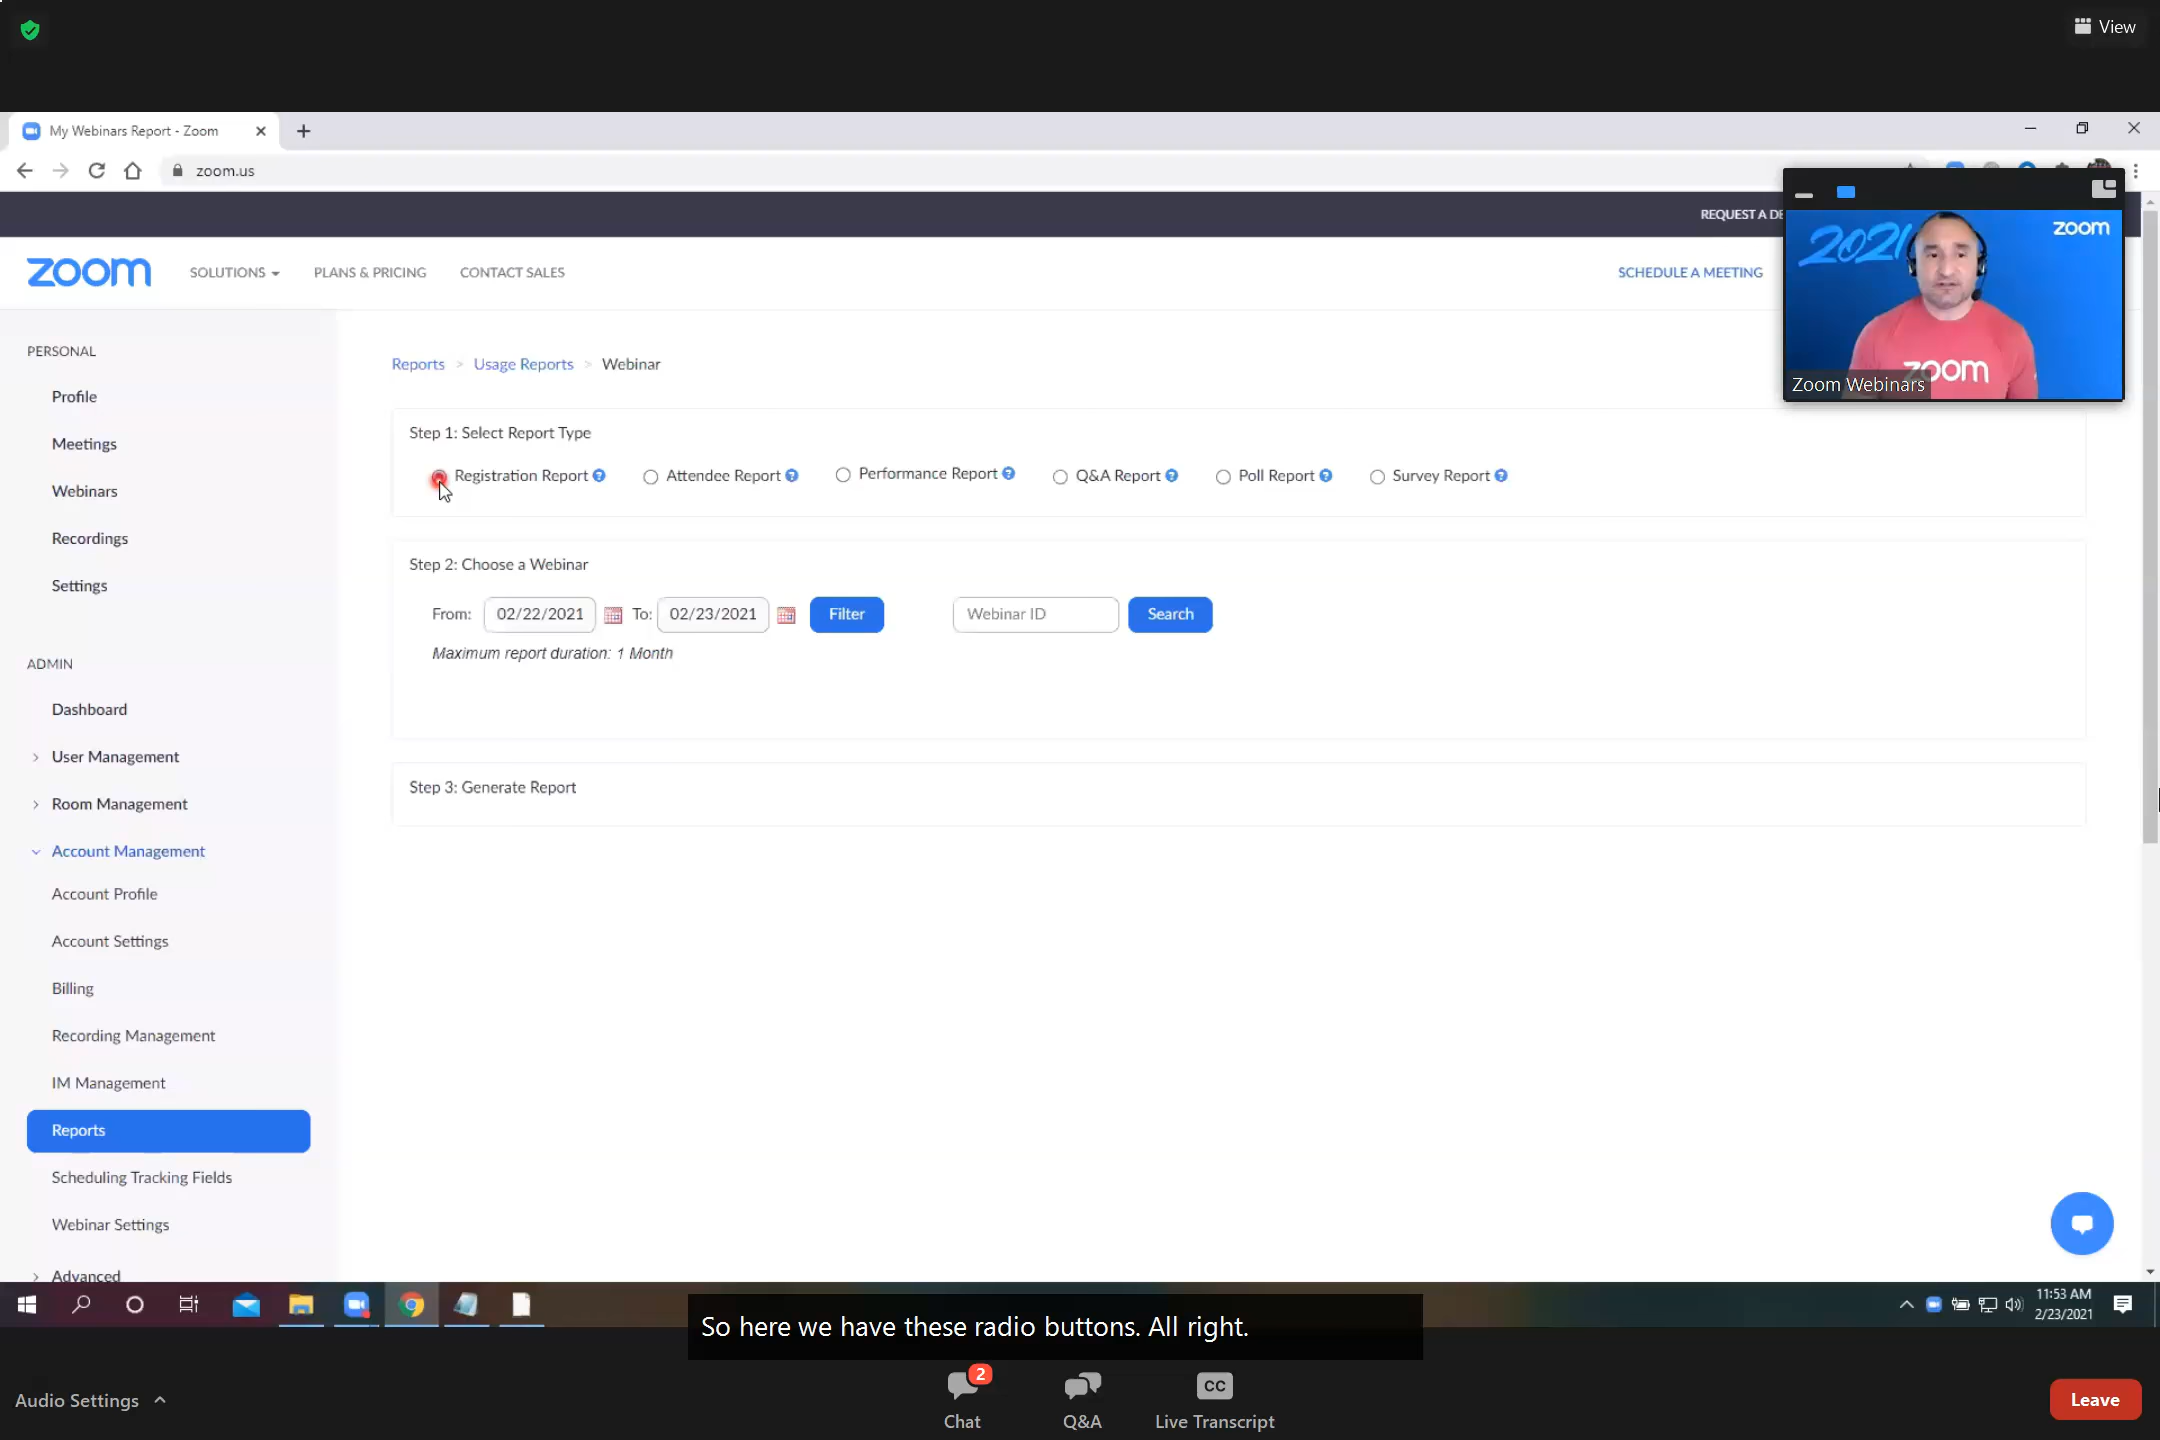 View
My Webinars Report - Zoom
zoom.us
REQUEST A DE
zoom
SOLUTIONS
PLANS & PRICING
CONTACT SALES
SCHEDULE A MEETING
2021
zoom
zoom
Zoom Webinars
PERSONAL
Profile
Meetings
Webinars
Recordings
Settings
ADMIN
Dashboard
User Management
Room Management
Account Management
Account Profile
Account Settings
Billing
Recording Management
IM Management
Reports
Scheduling Tracking Fields
Webinar Settings
Advanced
Reports > Usage Reports > Webinar
Step 1: Select Report Type
Registration Report ? Attendee Report ? Performance Report ? Q&A Report ? Poll Report ? Survey Report ?
Step 2: Choose a Webinar
From: 02/22/2021 To: 02/23/2021 Filter Webinar ID Search
Maximum report duration: 1 Month
Step 3: Generate Report
11:53 AM
2/23/2021
So here we have these radio buttons. All right.
Audio Settings
2
Chat
Q&A
CC
Live Transcript
Leave